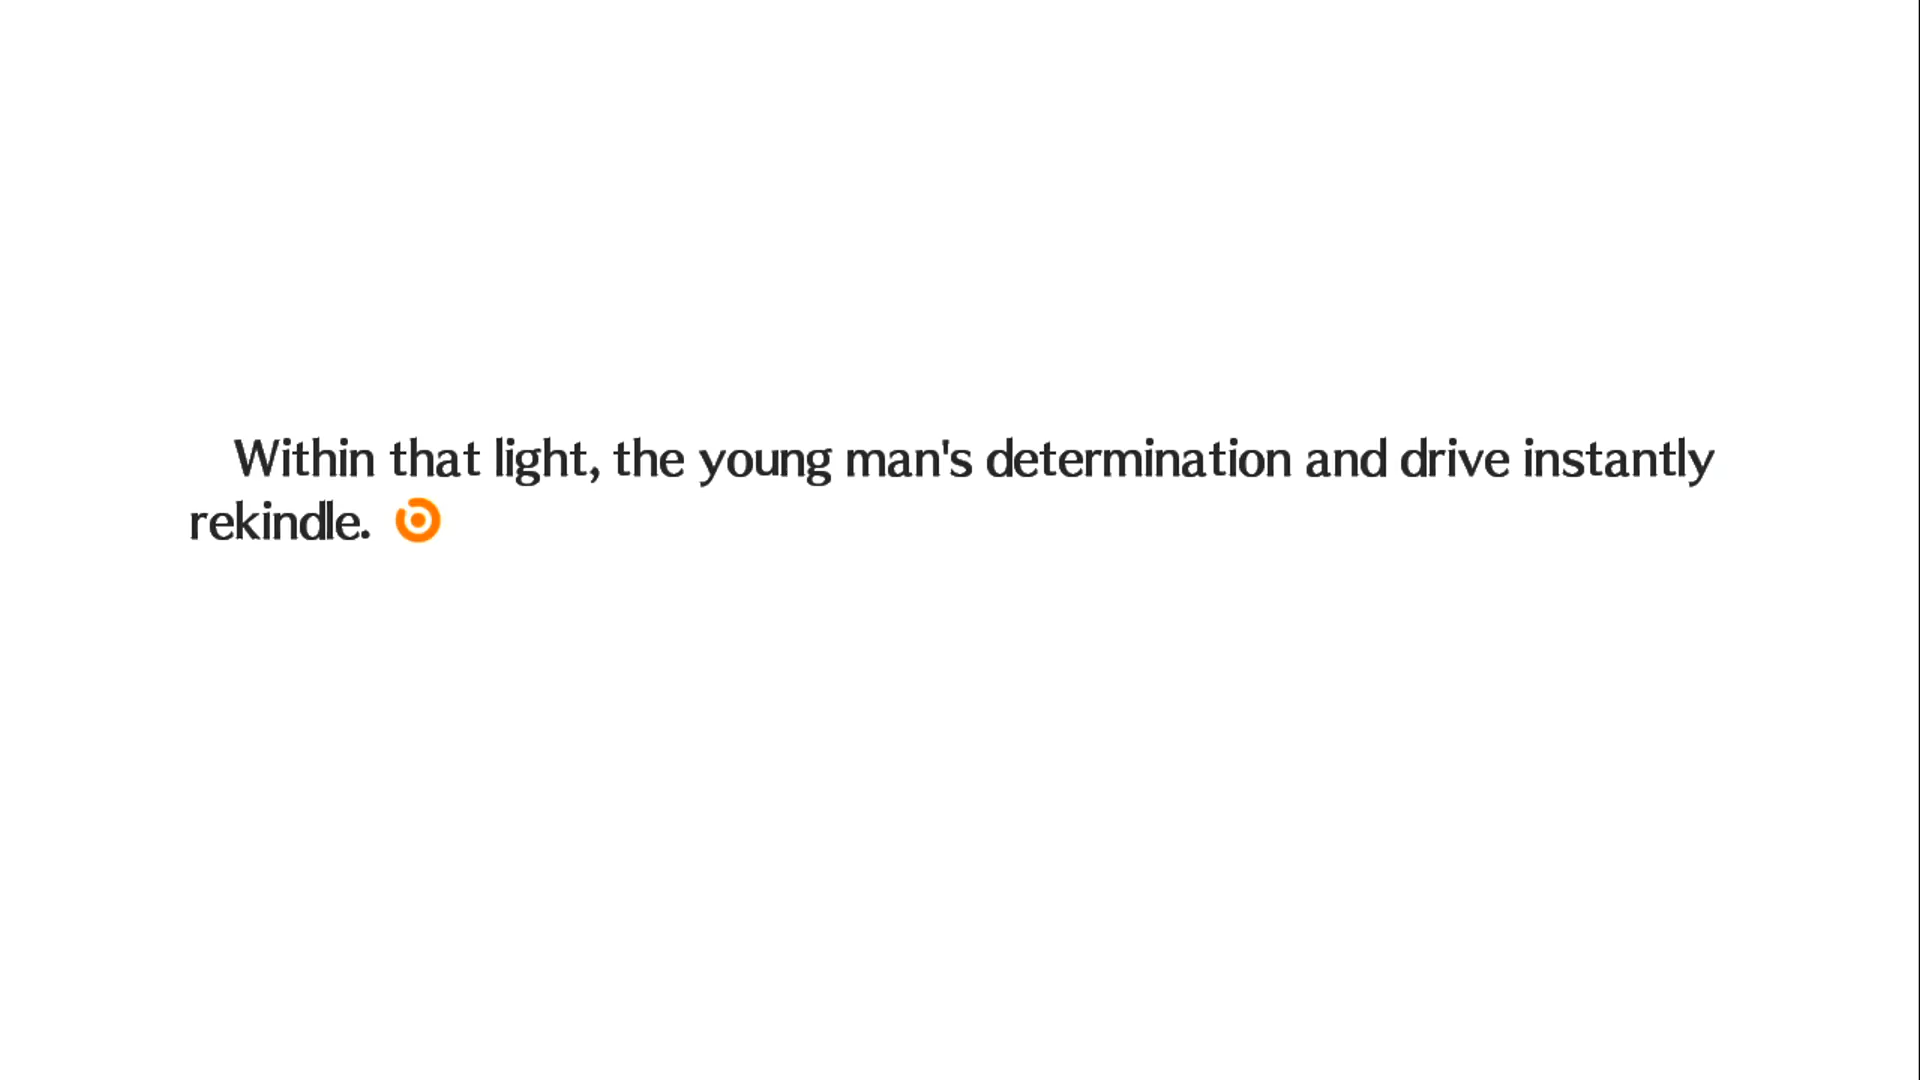 Within that light, the young man's determination and drive instantly
rekindle.